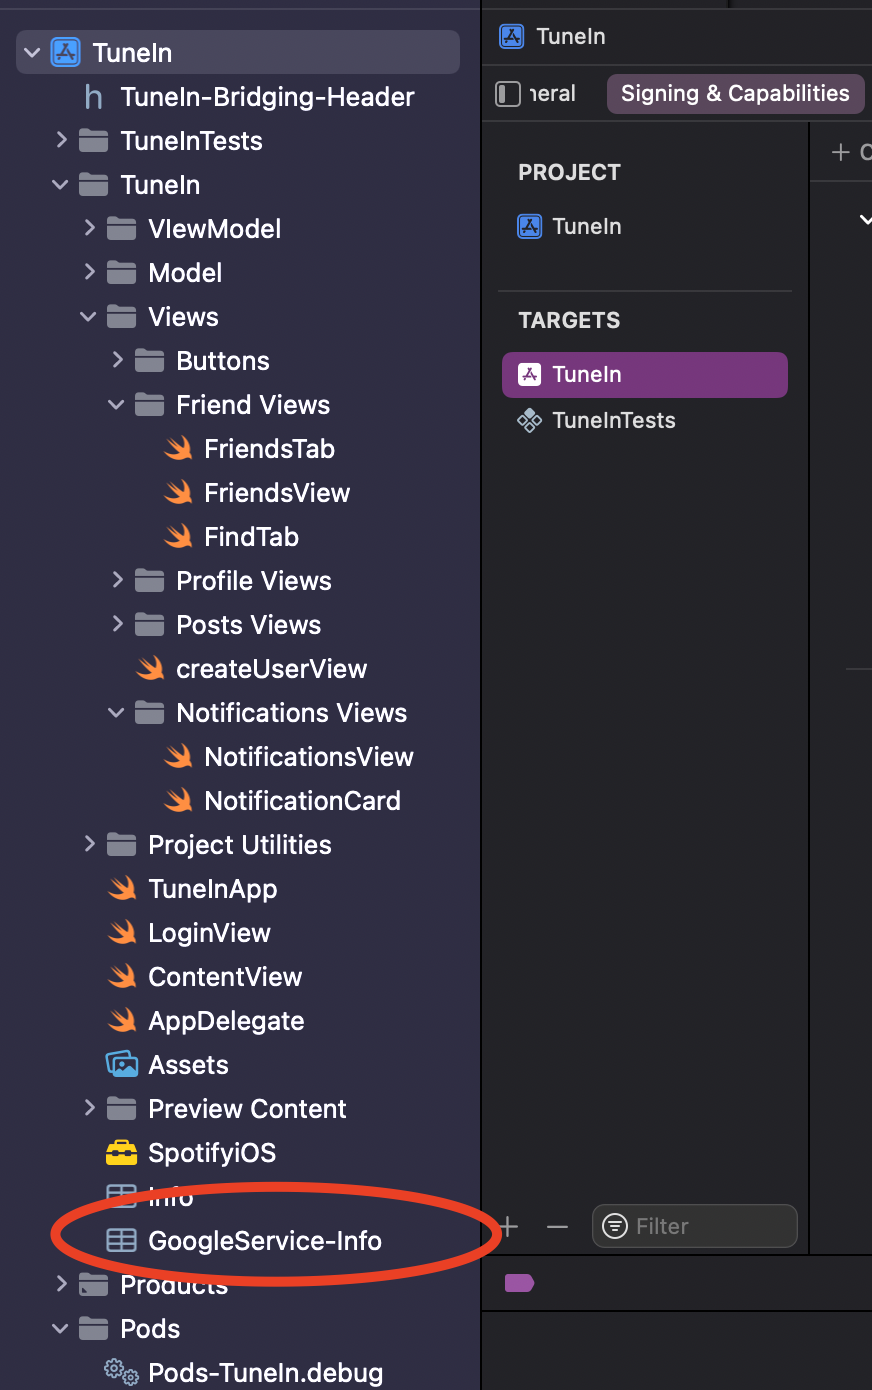 TuneIn
TuneIn-Bridging-Header
TuneInTests
TuneIn
VIewModel
Model
Views
Buttons
Friend Views
FriendsTab
FriendsView
FindTab
Profile Views
Posts Views
createUserView
Notifications Views
NotificationsView
NotificationCard
Project Utilities
TuneInApp
LoginView
ContentView
AppDelegate
Assets
Preview Content
SpotifyiOS
Info
GoogleService-Info
Products
Pods
Pods-TuneIn.debug
TuneIn
neral Signing & Capabilities
PROJECT
TuneIn
TARGETS
TuneIn
TuneInTests
+ C
+ — Filter